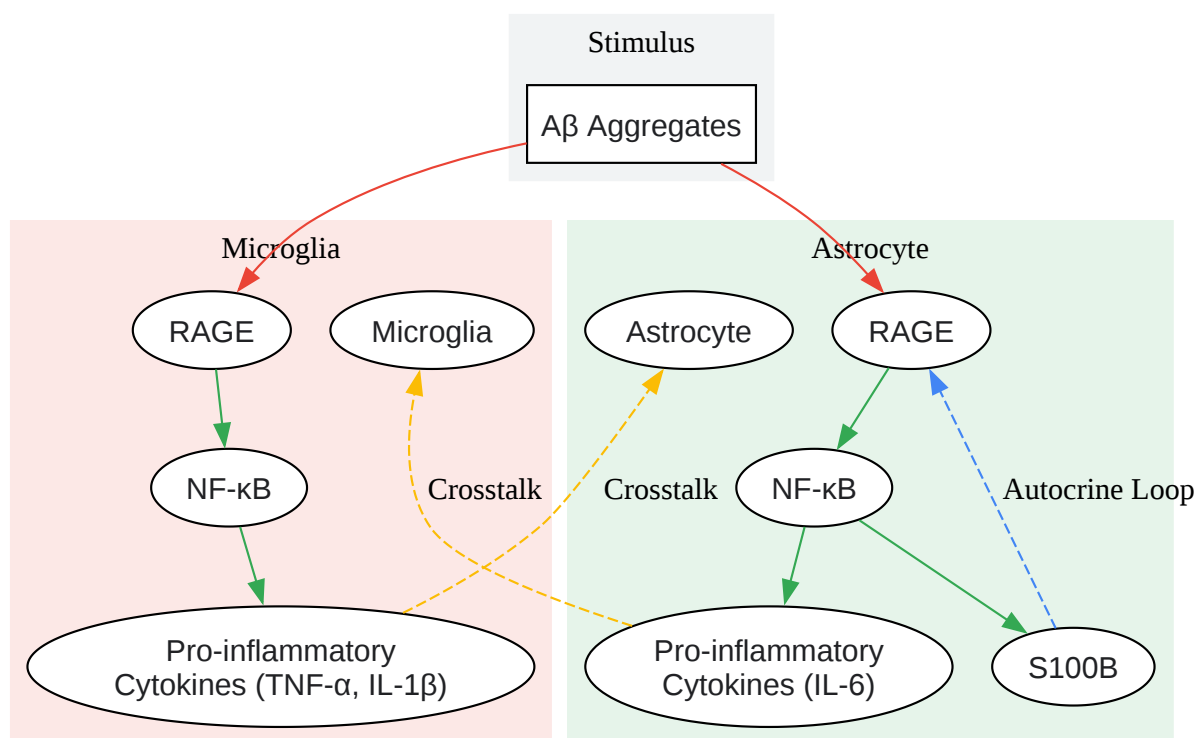 Stimulus
Aβ Aggregates
Microglia
Astrocyte
RAGE
Microglia
Astrocyte
RAGE
NF-κB
Crosstalk
Crosstalk
NF-κB
Autocrine Loop
Pro-inflammatory
Cytokines (TNF-α, IL-1β)
Pro-inflammatory
Cytokines (IL-6)
S100B